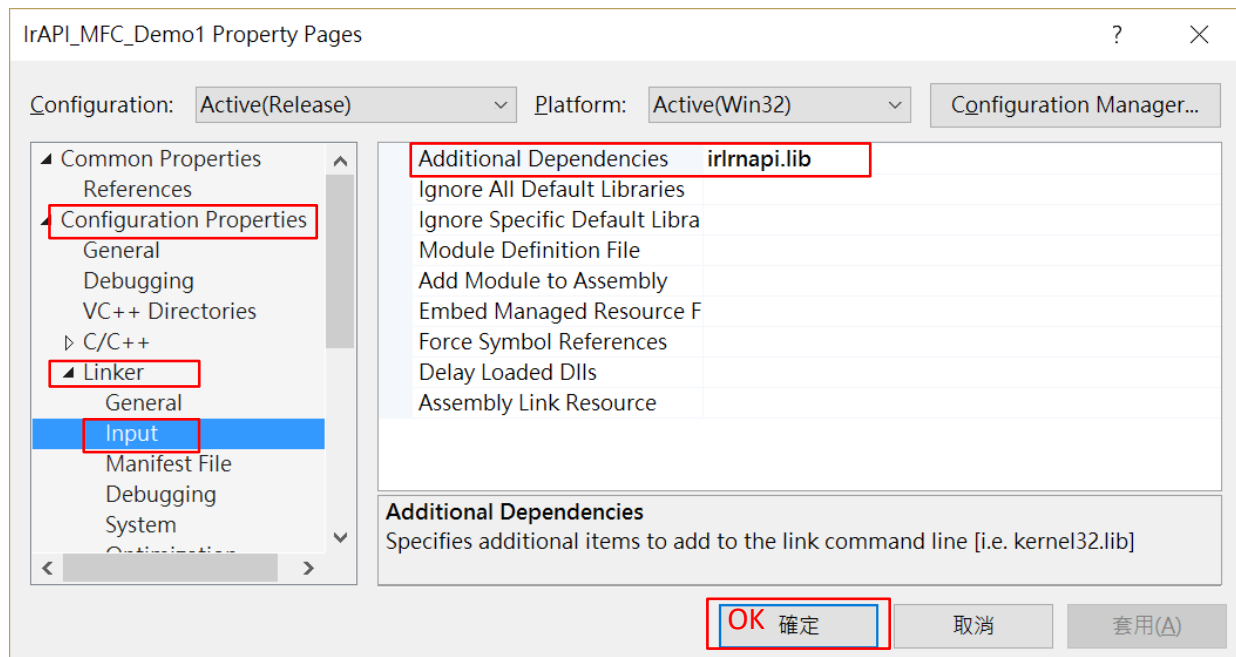 IrAPI_MFC_Demo1 Property Pages
?
Configuration: Active(Release) Platform: Active(Win32) Configuration Manager...
Common Properties
References
Configuration Properties
General
Debugging
VC++ Directories
C/C++
Linker
General
Input
Manifest File
Debugging
System
Optimization
Additional Dependencies irlrnapi.lib
Ignore All Default Libraries
Ignore Specific Default Libra
Module Definition File
Add Module to Assembly
Embed Managed Resource F
Force Symbol References
Delay Loaded Dlls
Assembly Link Resource
Additional Dependencies
Specifies additional items to add to the link command line [i.e. kernel32.lib]
OK 確定 取消 套用(A)